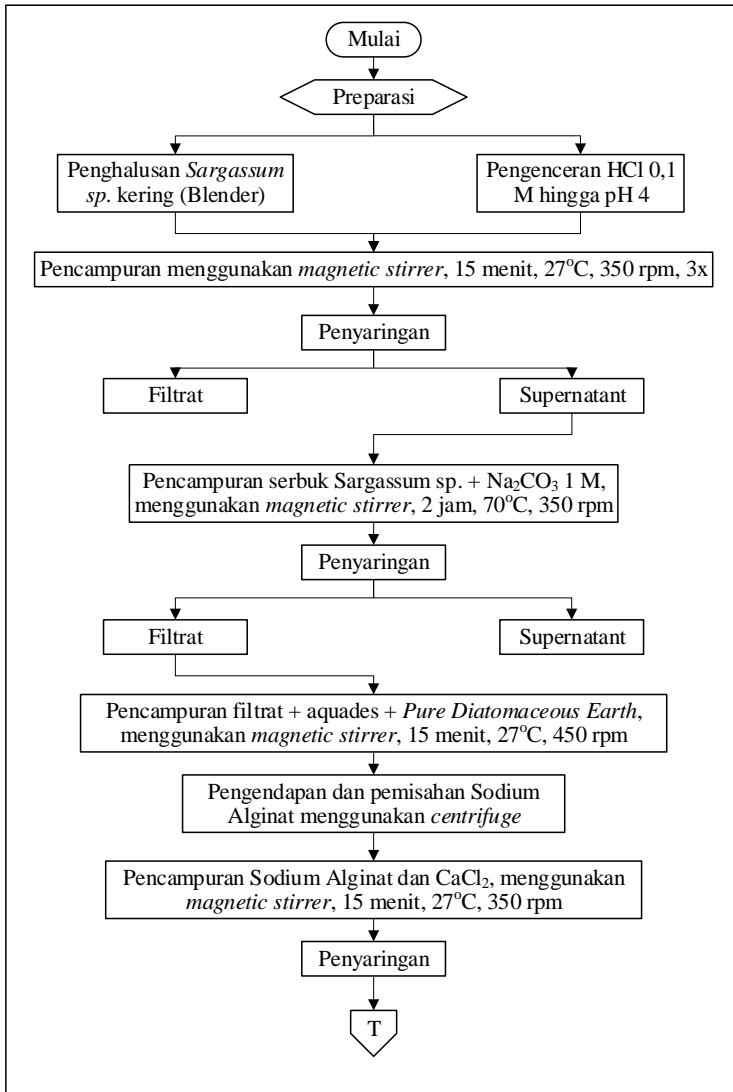 Mulai
Preparasi
Penghalusan Sargassum
sp. kering (Blender)
Pengenceran HCl 0,1
M hingga pH 4
Pencampuran menggunakan magnetic stirrer, 15 menit, 27°C, 350 rpm, 3x
Penyaringan
Filtrat
Supernatant
Pencampuran serbuk Sargassum sp. + Na₂CO₃ 1 M,
menggunakan magnetic stirrer, 2 jam, 70°C, 350 rpm
Penyaringan
Filtrat
Supernatant
Pencampuran filtrat + aquades + Pure Diatomaceous Earth,
menggunakan magnetic stirrer, 15 menit, 27°C, 450 rpm
Pengendapan dan pemisahan Sodium
Alginat menggunakan centrifuge
Pencampuran Sodium Alginat dan CaCl₂, menggunakan
magnetic stirrer, 15 menit, 27°C, 350 rpm
Penyaringan
T